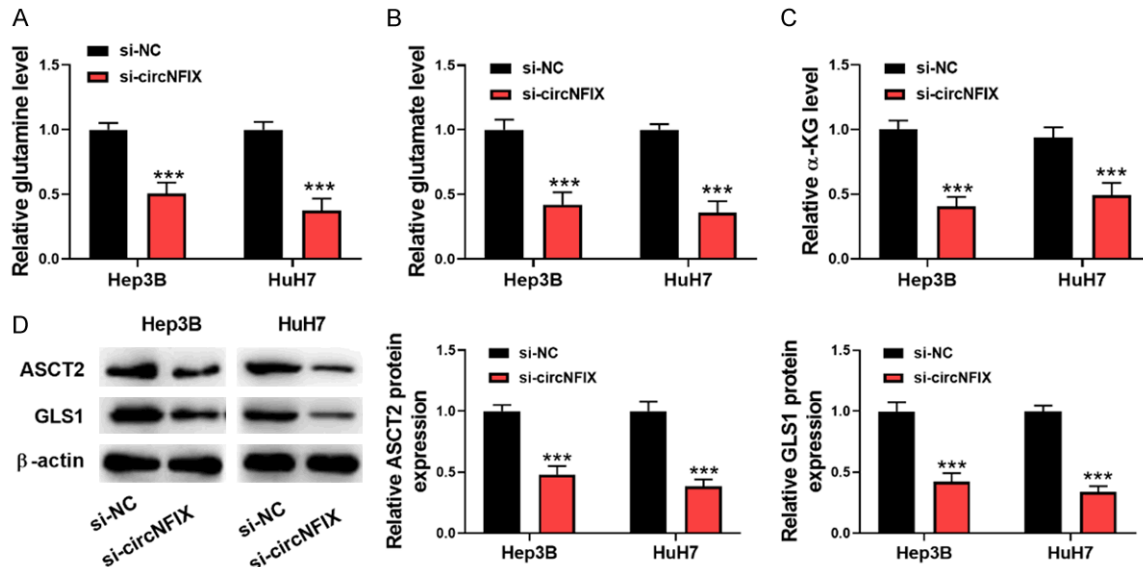 A
Relative glutamine level
1.5
1.0
0.5
0.0
si-NC
si-circNFIX
***
***
Hep3B
HuH7
B
Relative glutamate level
1.5
1.0
0.5
0.0
si-NC
si-circNFIX
***
***
Hep3B
HuH7
C
Relative α-KG level
1.5
1.0
0.5
0.0
si-NC
si-circNFIX
***
***
Hep3B
HuH7
D
Hep3B
HuH7
ASCT2
GLS1
β-actin
si-NC
si-circNFIX
si-NC
si-circNFIX
Relative ASCT2 protein
expression
1.5
1.0
0.5
0.0
si-NC
si-circNFIX
***
***
Hep3B
HuH7
Relative GLS1 protein
expression
1.5
1.0
0.5
0.0
si-NC
si-circNFIX
***
***
Hep3B
HuH7